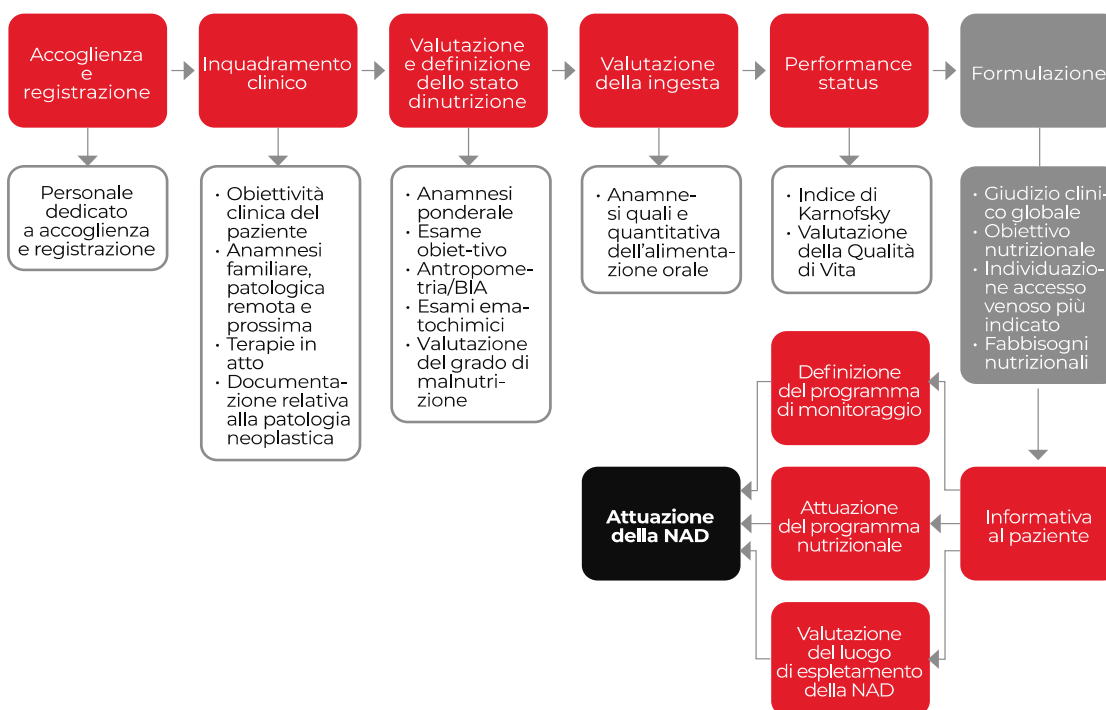 Accoglienza
e
registrazione
Inquadramento
clinico
Valutazione
e definizione
dello stato
dinutrizione
Valutazione
della ingesta
Performance
status
Formulazione
Personale
dedicato
a accoglienza
e registrazione
· Obiettività
clinica del
paziente
· Anamnesi
familiare,
patologica
remota e
prossima
· Terapie in
atto
· Documenta-
zione relativa
alla patologia
neoplastica
· Anamnesi
ponderale
· Esame
obiet-tivo
· Antropome-
tria/BIA
· Esami ema-
tochimici
· Valutazione
del grado di
malnutri-
zione
· Anamne-
si quali e
quantitativa
dell'alimenta-
zione orale
· Indice di
Karnofsky
· Valutazione
della Qualità
di Vita
· Giudizio clini-
co globale
· Obiettivo
nutrizionale
· Individuazio-
ne accesso
venoso più
indicato
· Fabbisogni
nutrizionali
Definizione
del programma
di monitoraggio
Attuazione
della NAD
Attuazione
del programma
nutrizionale
Informativa
al paziente
Valutazione
del luogo
di espletamento
della NAD